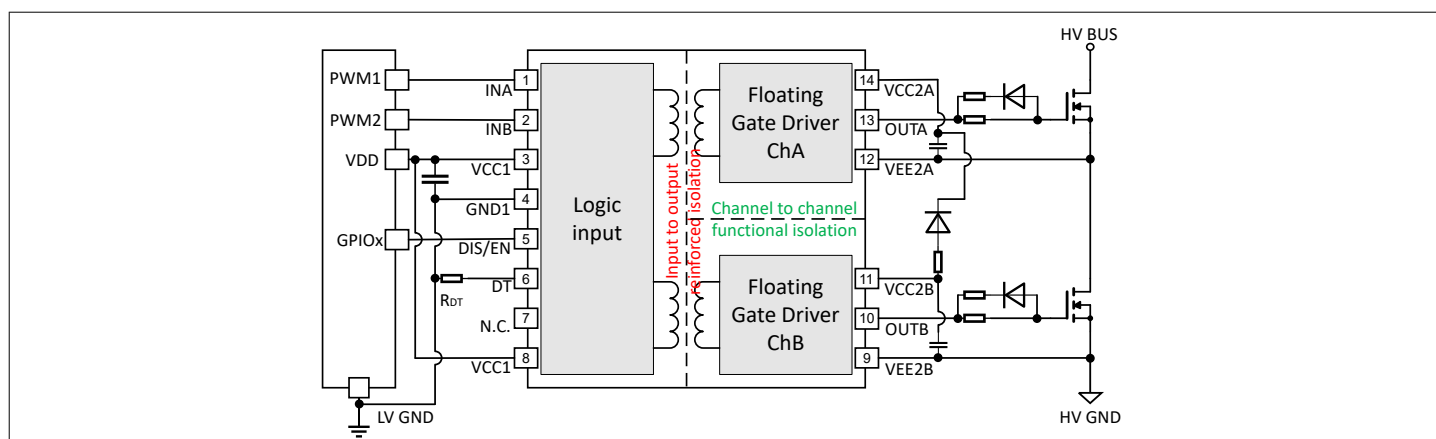 HV BUS
PWM1
1
INA
PWM2
2
INB
VDD
3
VCC1
4
GND1
GPIOx
5
DIS/EN
RDT
6
DT
7
N.C.
8
VCC1
LV GND
Logic
input
Input to output
reinforced isolation
Floating
Gate Driver
ChA
14
VCC2A
13
OUTA
12
VEE2A
Channel to channel
functional isolation
Floating
Gate Driver
ChB
11
VCC2B
10
OUTB
9
VEE2B
HV GND